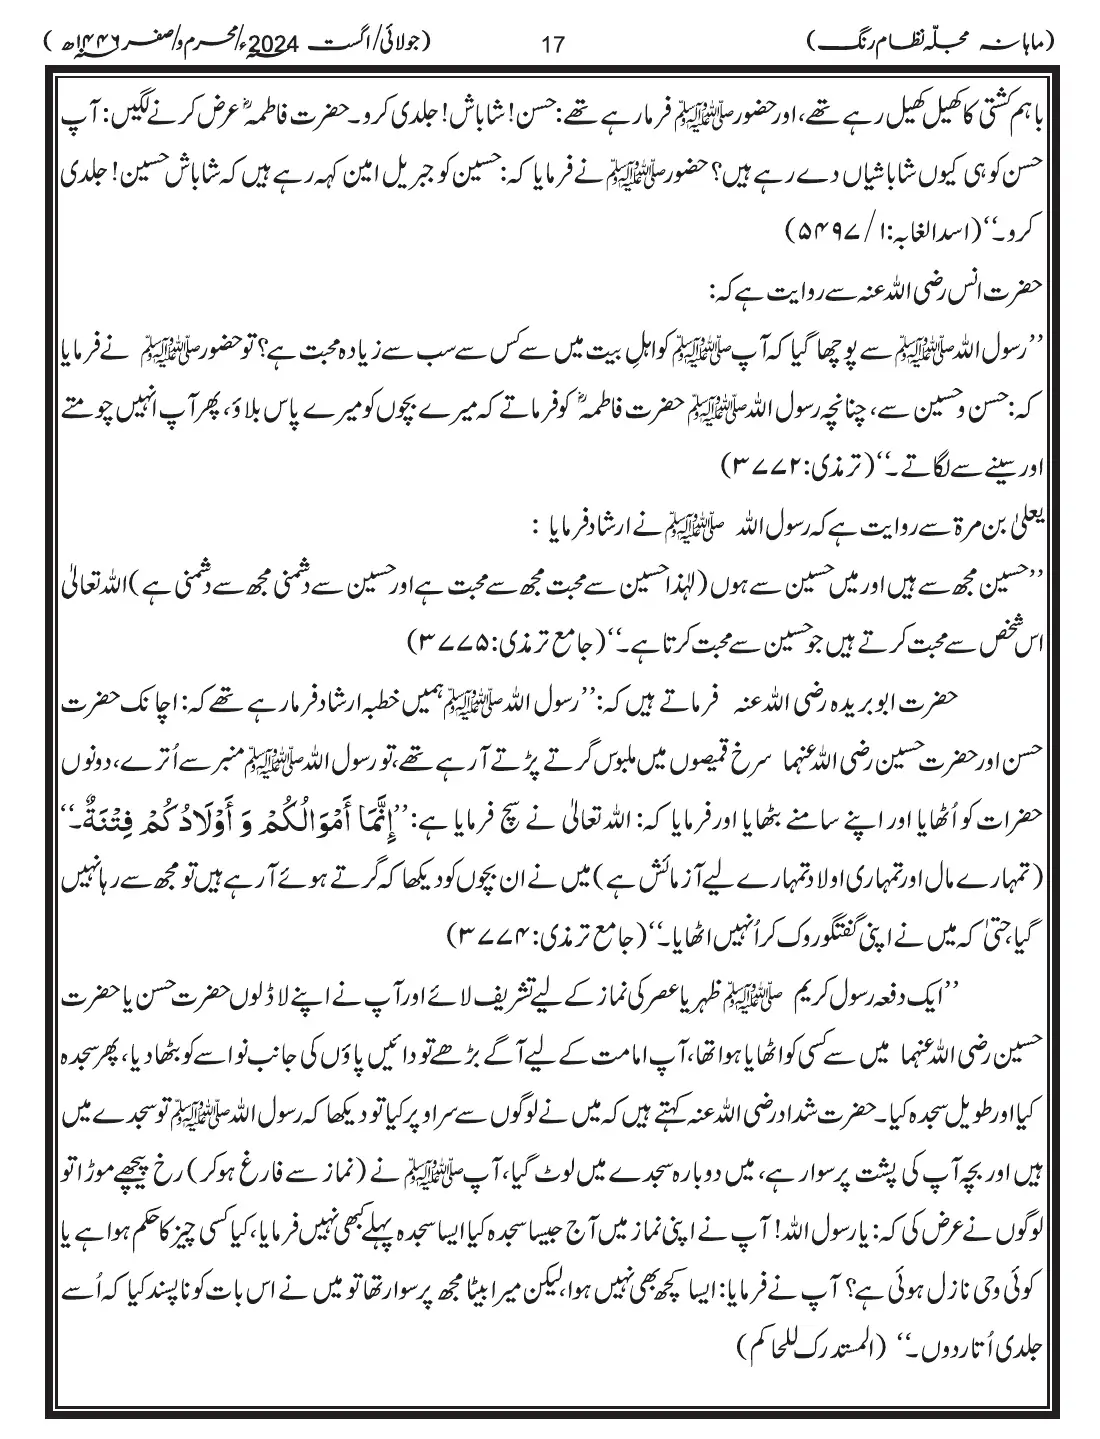 (ماہانہ مجلّہ نظام رنگ) 17 (جولائی/اگست 2024ء/محرم و/صفر ۱۴۴۶ھ)
باہم کشتی کا کھیل کھیل رہے تھے، اور حضورﷺ فرما رہے تھے: حسن! شاباش! جلدی کرو۔ حضرت فاطمہؓ عرض کرنے لگیں: آپ
حسن کو ہی کیوں شاباشیاں دے رہے ہیں؟ حضورﷺ نے فرمایا کہ: حسین کو جبریل امین کہہ رہے ہیں کہ شاباش حسین! جلدی
کرو۔‘‘ (اسد الغابہ: ۱/ ۵۴۹۷)
حضرت انس رضی اللہ عنہ سے روایت ہے کہ:
’’رسول اللہﷺ سے پوچھا گیا کہ آپﷺ کو اہلِ بیت میں سے کس سے سب سے زیادہ محبت ہے؟ تو حضورﷺ نے فرمایا
کہ: حسن و حسین سے، چنانچہ رسول اللہﷺ حضرت فاطمہؓ کو فرماتے کہ میرے بچوں کو میرے پاس بلاؤ، پھر آپ انہیں چومتے
اور سینے سے لگاتے۔‘‘ (ترمذی: ۳۷۷۲)
یعلیٰ بن مرۃ سے روایت ہے کہ رسول اللہ ﷺ نے ارشاد فرمایا :
’’حسین مجھ سے ہیں اور میں حسین سے ہوں (لہٰذا حسین سے محبت مجھ سے محبت ہے اور حسین سے دشمنی مجھ سے دشمنی ہے) اللہ تعالیٰ
اس شخص سے محبت کرتے ہیں جو حسین سے محبت کرتا ہے۔‘‘ (جامع ترمذی: ۳۷۷۵)
حضرت ابو بریدہ رضی اللہ عنہ فرماتے ہیں کہ: ’’رسول اللہﷺ ہمیں خطبہ ارشاد فرما رہے تھے کہ: اچانک حضرت
حسن اور حضرت حسین رضی اللہ عنہما سرخ قمیصوں میں ملبوس گرتے پڑتے آ رہے تھے، تو رسول اللہﷺ منبر سے اُترے، دونوں
حضرات کو اُٹھایا اور اپنے سامنے بٹھایا اور فرمایا کہ: اللہ تعالیٰ نے سچ فرمایا ہے: ’’إِنَّمَا أَمْوَالُكُمْ وَ أَوْلَادُكُمْ فِتْنَةٌ۔‘‘
(تمہارے مال اور تمہاری اولاد تمہارے لیے آزمائش ہے) میں نے ان بچوں کو دیکھا کہ گرتے ہوئے آ رہے ہیں تو مجھ سے رہا نہیں
گیا، حتیٰ کہ میں نے اپنی گفتگو روک کر اُنہیں اٹھایا۔‘‘ (جامع ترمذی: ۳۷۷۴)
’’ایک دفعہ رسول کریم ﷺ ظہر یا عصر کی نماز کے لیے تشریف لائے اور آپ نے اپنے لاڈلوں حضرت حسن یا حضرت
حسین رضی اللہ عنہما میں سے کسی کو اٹھایا ہوا تھا، آپ امامت کے لیے آگے بڑھے تو دائیں پاؤں کی جانب نواسے کو بٹھا دیا، پھر سجدہ
کیا اور طویل سجدہ کیا۔ حضرت شداد رضی اللہ عنہ کہتے ہیں کہ میں نے لوگوں سے سر اوپر کیا تو دیکھا کہ رسول اللہﷺ تو سجدے میں
ہیں اور بچہ آپ کی پشت پر سوار ہے، میں دوبارہ سجدے میں لوٹ گیا، آپﷺ نے (نماز سے فارغ ہو کر) رخ پیچھے موڑا تو
لوگوں نے عرض کی کہ: یا رسول اللہ! آپ نے اپنی نماز میں آج جیسا سجدہ کیا ایسا سجدہ پہلے کبھی نہیں فرمایا، کیا کسی چیز کا حکم ہوا ہے یا
کوئی وحی نازل ہوئی ہے؟ آپ نے فرمایا: ایسا کچھ بھی نہیں ہوا، لیکن میرا بیٹا مجھ پر سوار تھا تو میں نے اس بات کو ناپسند کیا کہ اُسے
جلدی اُتار دوں۔‘‘ (المستدرک للحاکم)